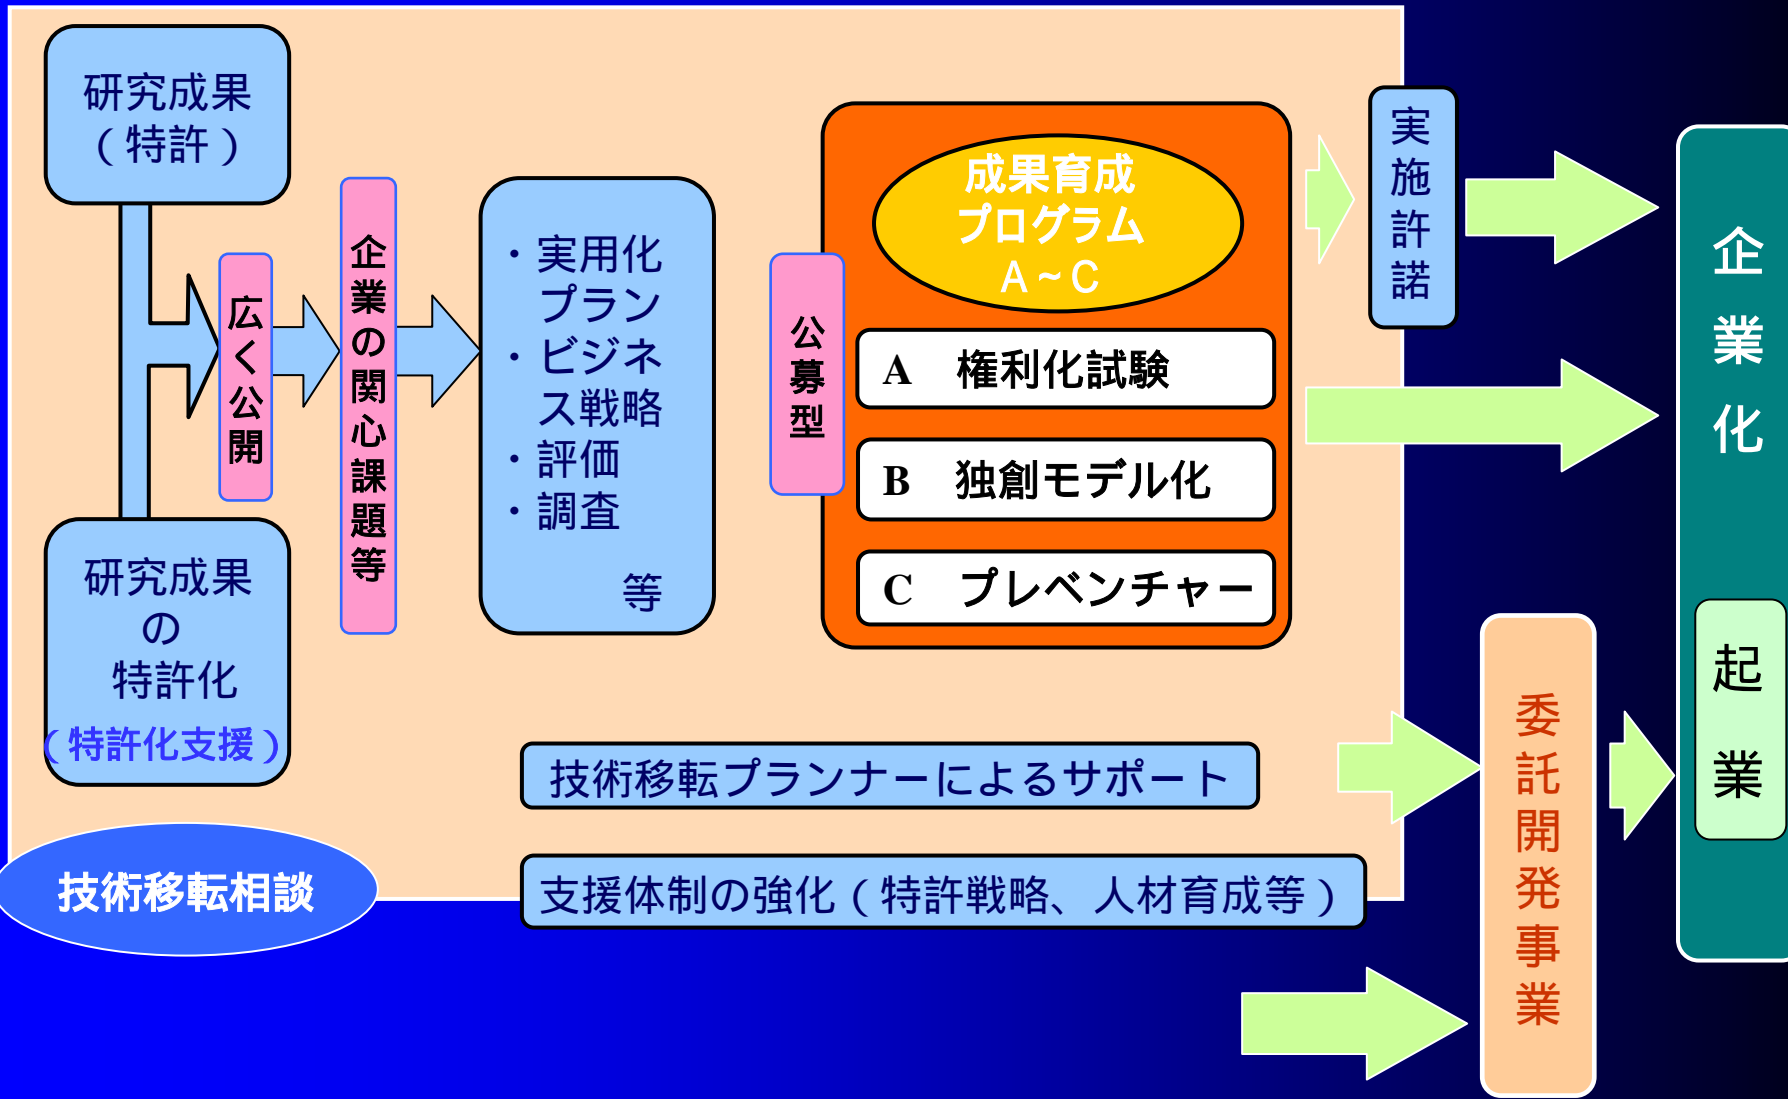 研究成果
（特許）
広く公開
企業の関心課題等
・実用化
プラン
・ビジネ
ス戦略
・評価
・調査
等
公募型
成果育成
プログラム
Ａ～Ｃ
A 権利化試験
B 独創モデル化
C プレベンチャー
実施許諾
企業化
起業
研究成果
の
特許化
（特許化支援）
技術移転プランナーによるサポート
委託開発事業
技術移転相談
支援体制の強化（特許戦略、人材育成等）